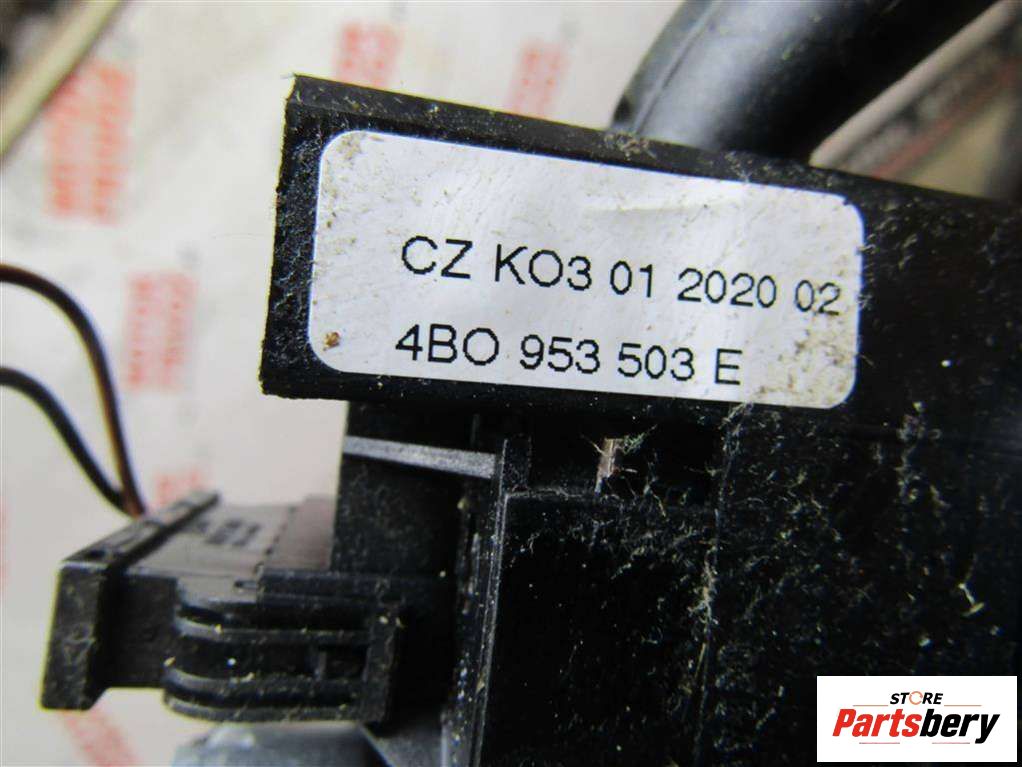 CZ KO3 01 2020 02
4BO 953 503 E
STORE
Partsbery